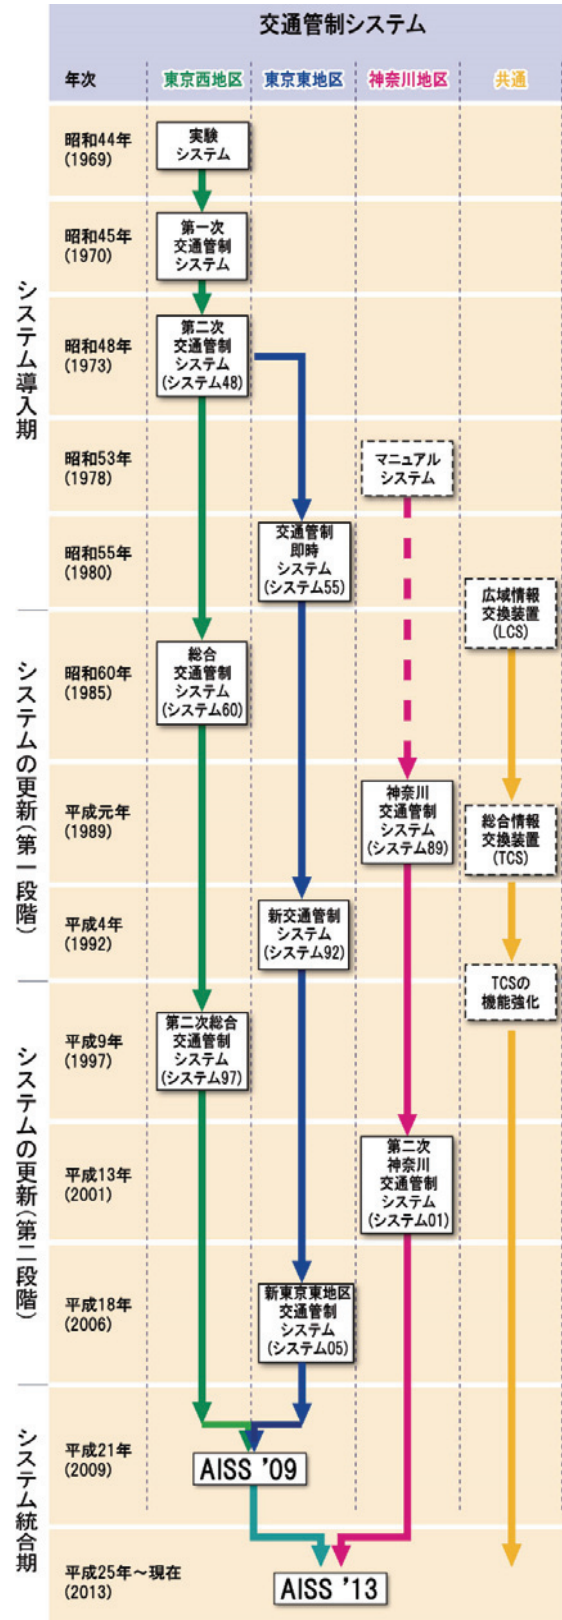 交通管制システム
年次
東京西地区
東京東地区
神奈川地区
共通
システム導入期
昭和44年
(1969)
実験
システム
昭和45年
(1970)
第一次
交通管制
システム
昭和48年
(1973)
第二次
交通管制
システム
(システム48)
昭和53年
(1978)
マニュアル
システム
昭和55年
(1980)
交通管制
即時
システム
(システム55)
広域情報
交換装置
(LCS)
システムの更新(第一段階)
昭和60年
(1985)
総合
交通管制
システム
(システム60)
平成元年
(1989)
神奈川
交通管制
システム
(システム89)
総合情報
交換装置
(TCS)
平成4年
(1992)
新交通管制
システム
(システム92)
TCSの
機能強化
システムの更新(第二段階)
平成9年
(1997)
第二次総合
交通管制
システム
(システム97)
平成13年
(2001)
第二次
神奈川
交通管制
システム
(システム01)
平成18年
(2006)
新東京東地区
交通管制
システム
(システム05)
システム統合期
平成21年
(2009)
AISS '09
平成25年～現在
(2013)
AISS '13